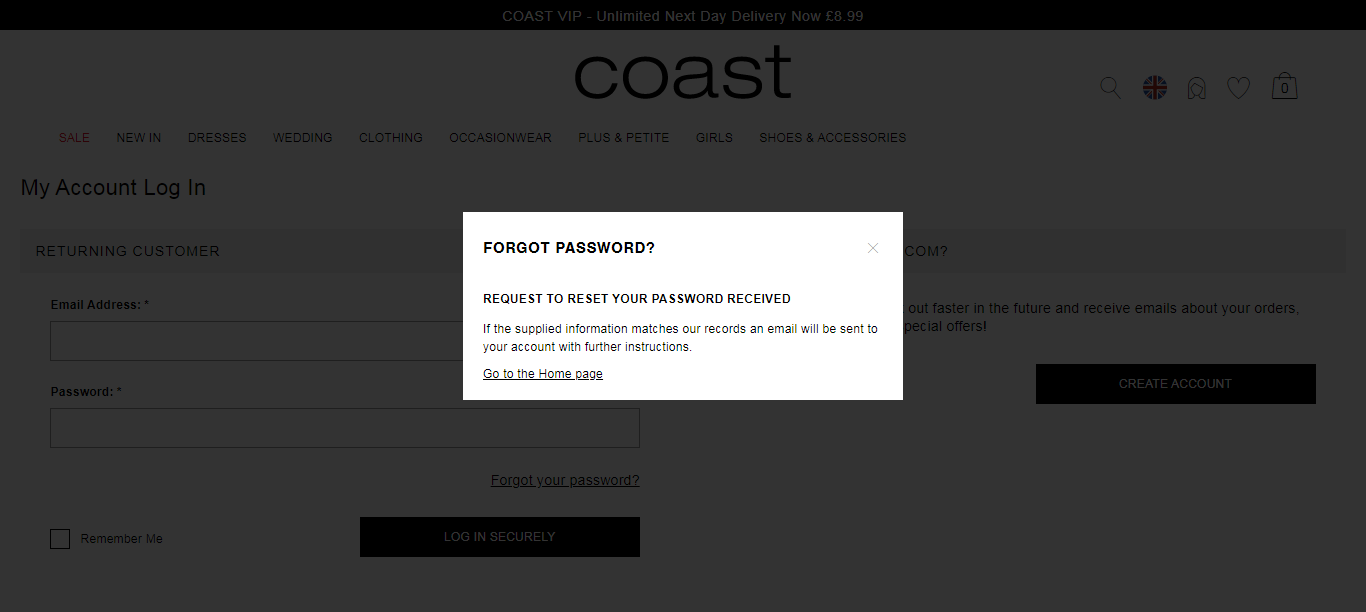 COAST VIP - Unlimited Next Day Delivery Now £8.99
coast
0
SALE NEW IN DRESSES WEDDING CLOTHING OCCASIONWEAR PLUS & PETITE GIRLS SHOES & ACCESSORIES
My Account Log In
RETURNING CUSTOMER
Email Address: *
Password: *
Forgot your password?
Remember Me
LOG IN SECURELY
FORGOT PASSWORD?
REQUEST TO RESET YOUR PASSWORD RECEIVED
If the supplied information matches our records an email will be sent to
your account with further instructions.
Go to the Home page
COM?
out faster in the future and receive emails about your orders,
special offers!
CREATE ACCOUNT